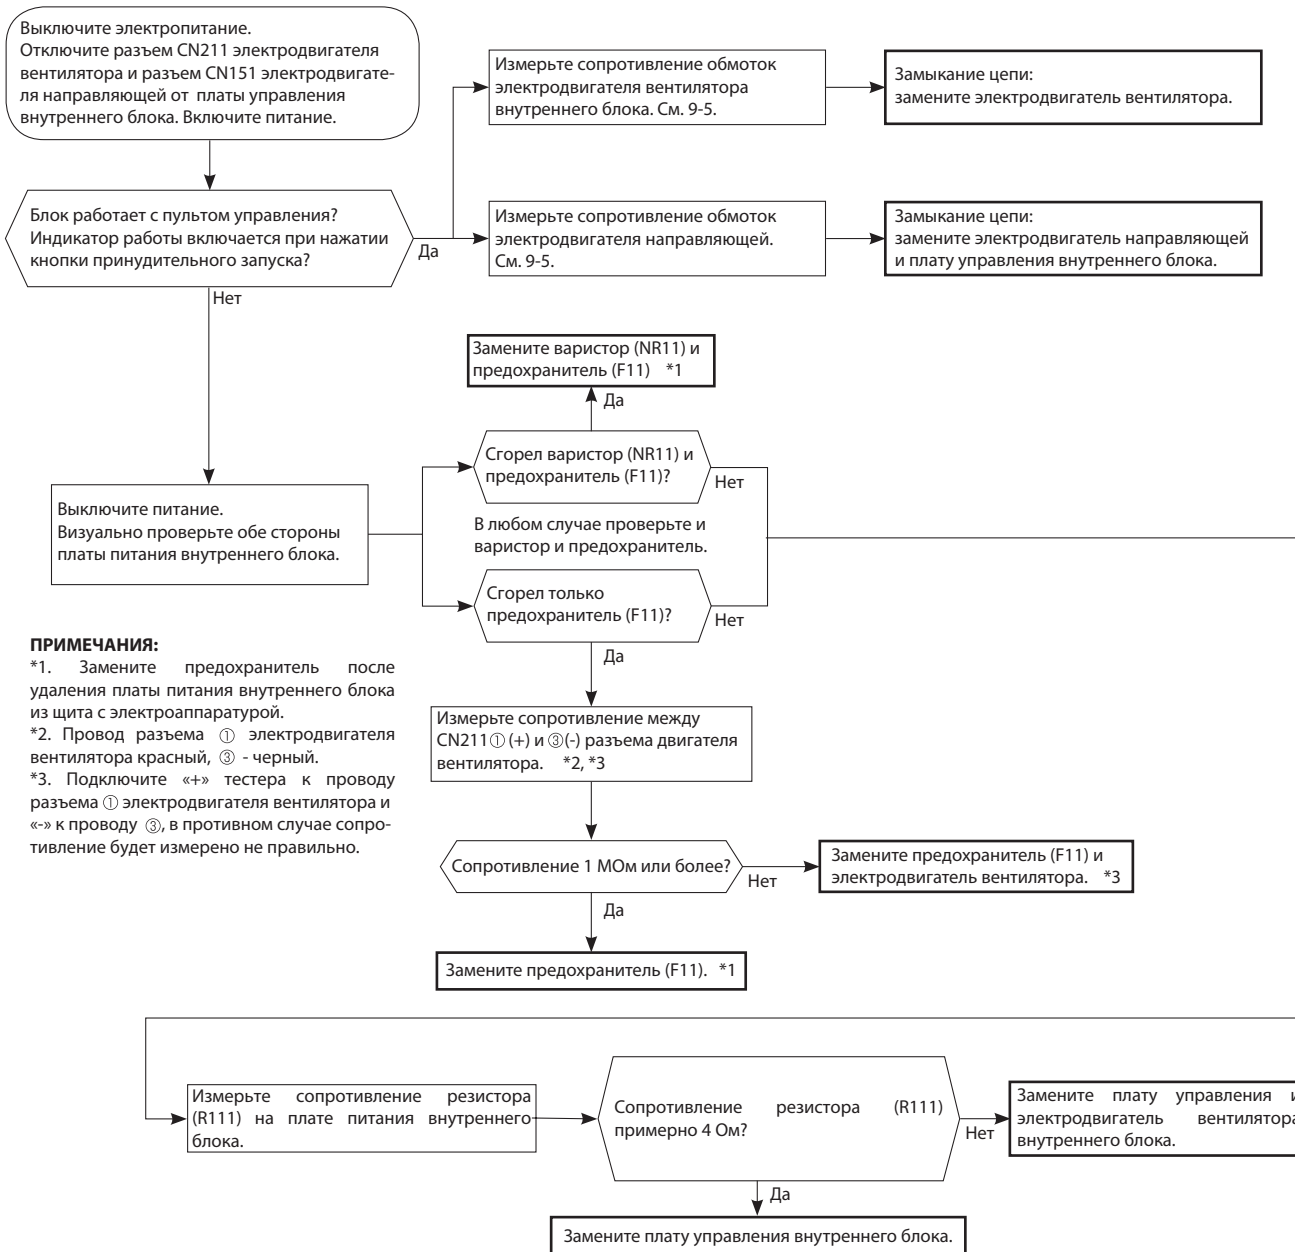 Выключите электропитание.
Отключите разъем CN211 электродвигателя
вентилятора и разъем CN151 электродвигате-
ля направляющей от платы управления
внутреннего блока. Включите питание.
Измерьте сопротивление обмоток
электродвигателя вентилятора
внутреннего блока. См. 9-5.
Замыкание цепи:
замените электродвигатель вентилятора.
Блок работает с пультом управления?
Индикатор работы включается при нажатии
кнопки принудительного запуска?
Да
Измерьте сопротивление обмоток
электродвигателя направляющей.
См. 9-5.
Замыкание цепи:
замените электродвигатель направляющей
и плату управления внутреннего блока.
Нет
Замените варистор (NR11) и
предохранитель (F11) *1
Да
Сгорел варистор (NR11) и
предохранитель (F11)?
Нет
Выключите питание.
Визуально проверьте обе стороны
платы питания внутреннего блока.
В любом случае проверьте и
варистор и предохранитель.
Сгорел только
предохранитель (F11)?
Нет
Да
ПРИМЕЧАНИЯ:
*1. Замените предохранитель после
удаления платы питания внутреннего блока
из щита с электроаппаратурой.
*2. Провод разъема ① электродвигателя
вентилятора красный, ③ - черный.
*3. Подключите «+» тестера к проводу
разъема ① электродвигателя вентилятора и
«-» к проводу ③, в противном случае сопро-
тивление будет измерено не правильно.
Измерьте сопротивление между
CN211 ① (+) и ③(-) разъема двигателя
вентилятора. *2, *3
Сопротивление 1 МОм или более?
Нет
Замените предохранитель (F11) и
электродвигатель вентилятора. *3
Да
Замените предохранитель (F11). *1
Измерьте сопротивление резистора
(R111) на плате питания внутреннего
блока.
Сопротивление резистора (R111)
примерно 4 Ом?
Нет
Замените плату управления и
электродвигатель вентилятора
внутреннего блока.
Да
Замените плату управления внутреннего блока.